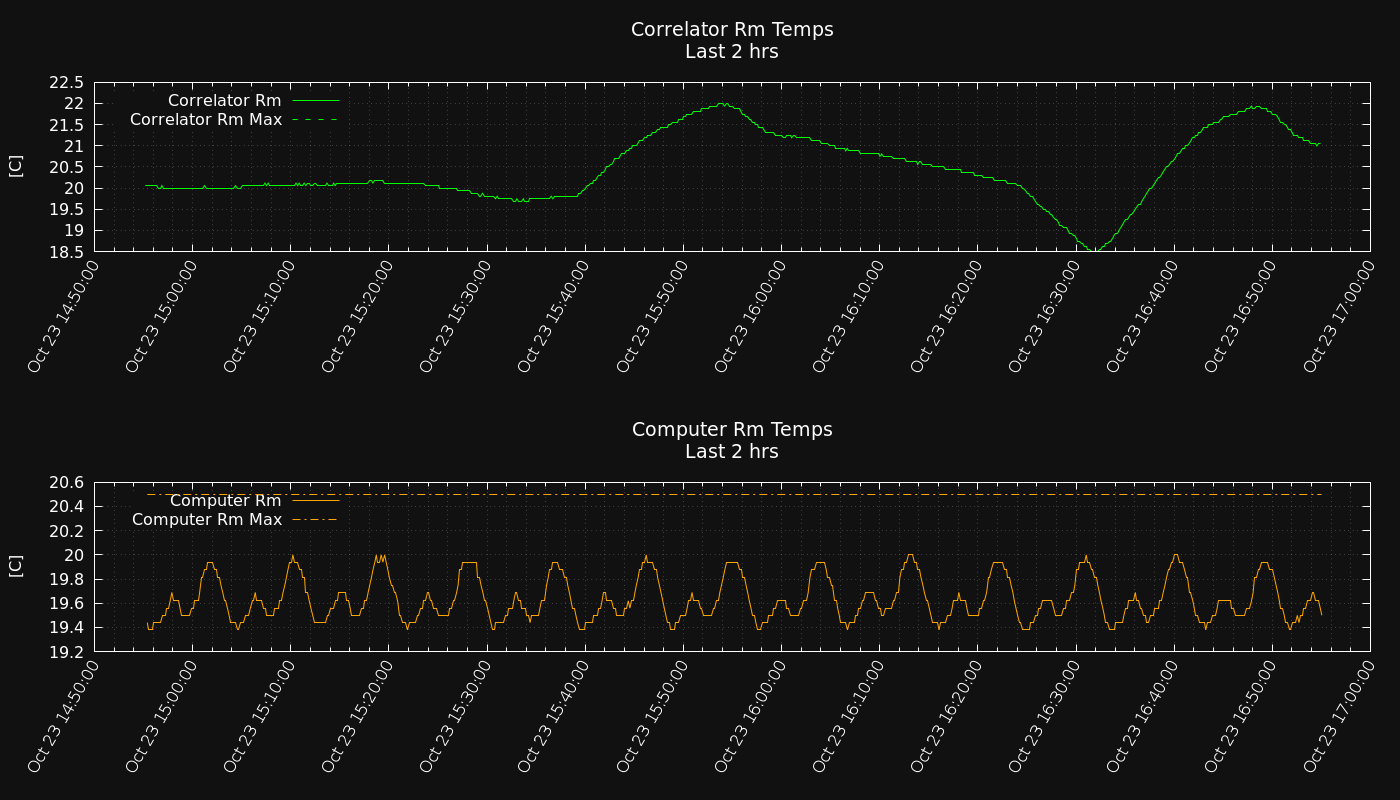 Correlator Rm Temps
Last 2 hrs
22.5
22
21.5
21
20.5
20
19.5
19
18.5
[C]
Correlator Rm
Correlator Rm Max
Oct 23 14:50:00
Oct 23 15:00:00
Oct 23 15:10:00
Oct 23 15:20:00
Oct 23 15:30:00
Oct 23 15:40:00
Oct 23 15:50:00
Oct 23 16:00:00
Oct 23 16:10:00
Oct 23 16:20:00
Oct 23 16:30:00
Oct 23 16:40:00
Oct 23 16:50:00
Oct 23 17:00:00
Computer Rm Temps
Last 2 hrs
20.6
20.4
20.2
20
19.8
19.6
19.4
19.2
[C]
Computer Rm
Computer Rm Max
Oct 23 14:50:00
Oct 23 15:00:00
Oct 23 15:10:00
Oct 23 15:20:00
Oct 23 15:30:00
Oct 23 15:40:00
Oct 23 15:50:00
Oct 23 16:00:00
Oct 23 16:10:00
Oct 23 16:20:00
Oct 23 16:30:00
Oct 23 16:40:00
Oct 23 16:50:00
Oct 23 17:00:00